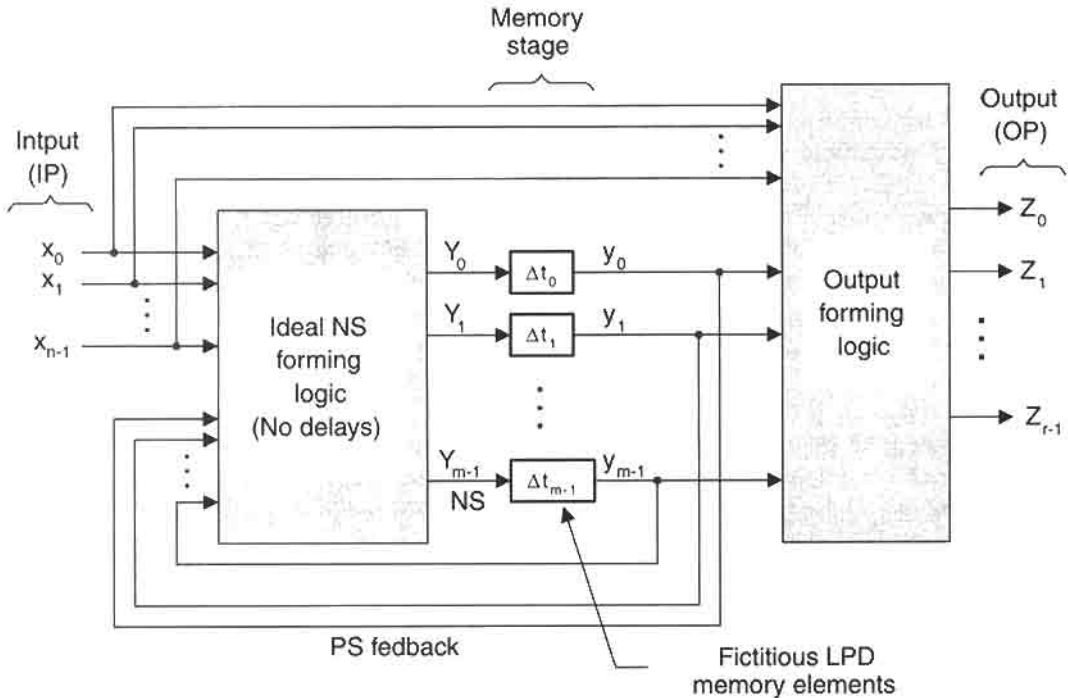 Memory
stage
Intput
(IP)
Output
(OP)
x0
x1
xn-1
Ideal NS
forming
logic
(No delays)
Y0
Δt0
y0
Y1
Δt1
y1
Ym-1
NS
Δtm-1
ym-1
Output
forming
logic
Z0
Z1
Zr-1
PS fedback
Fictitious LPD
memory elements